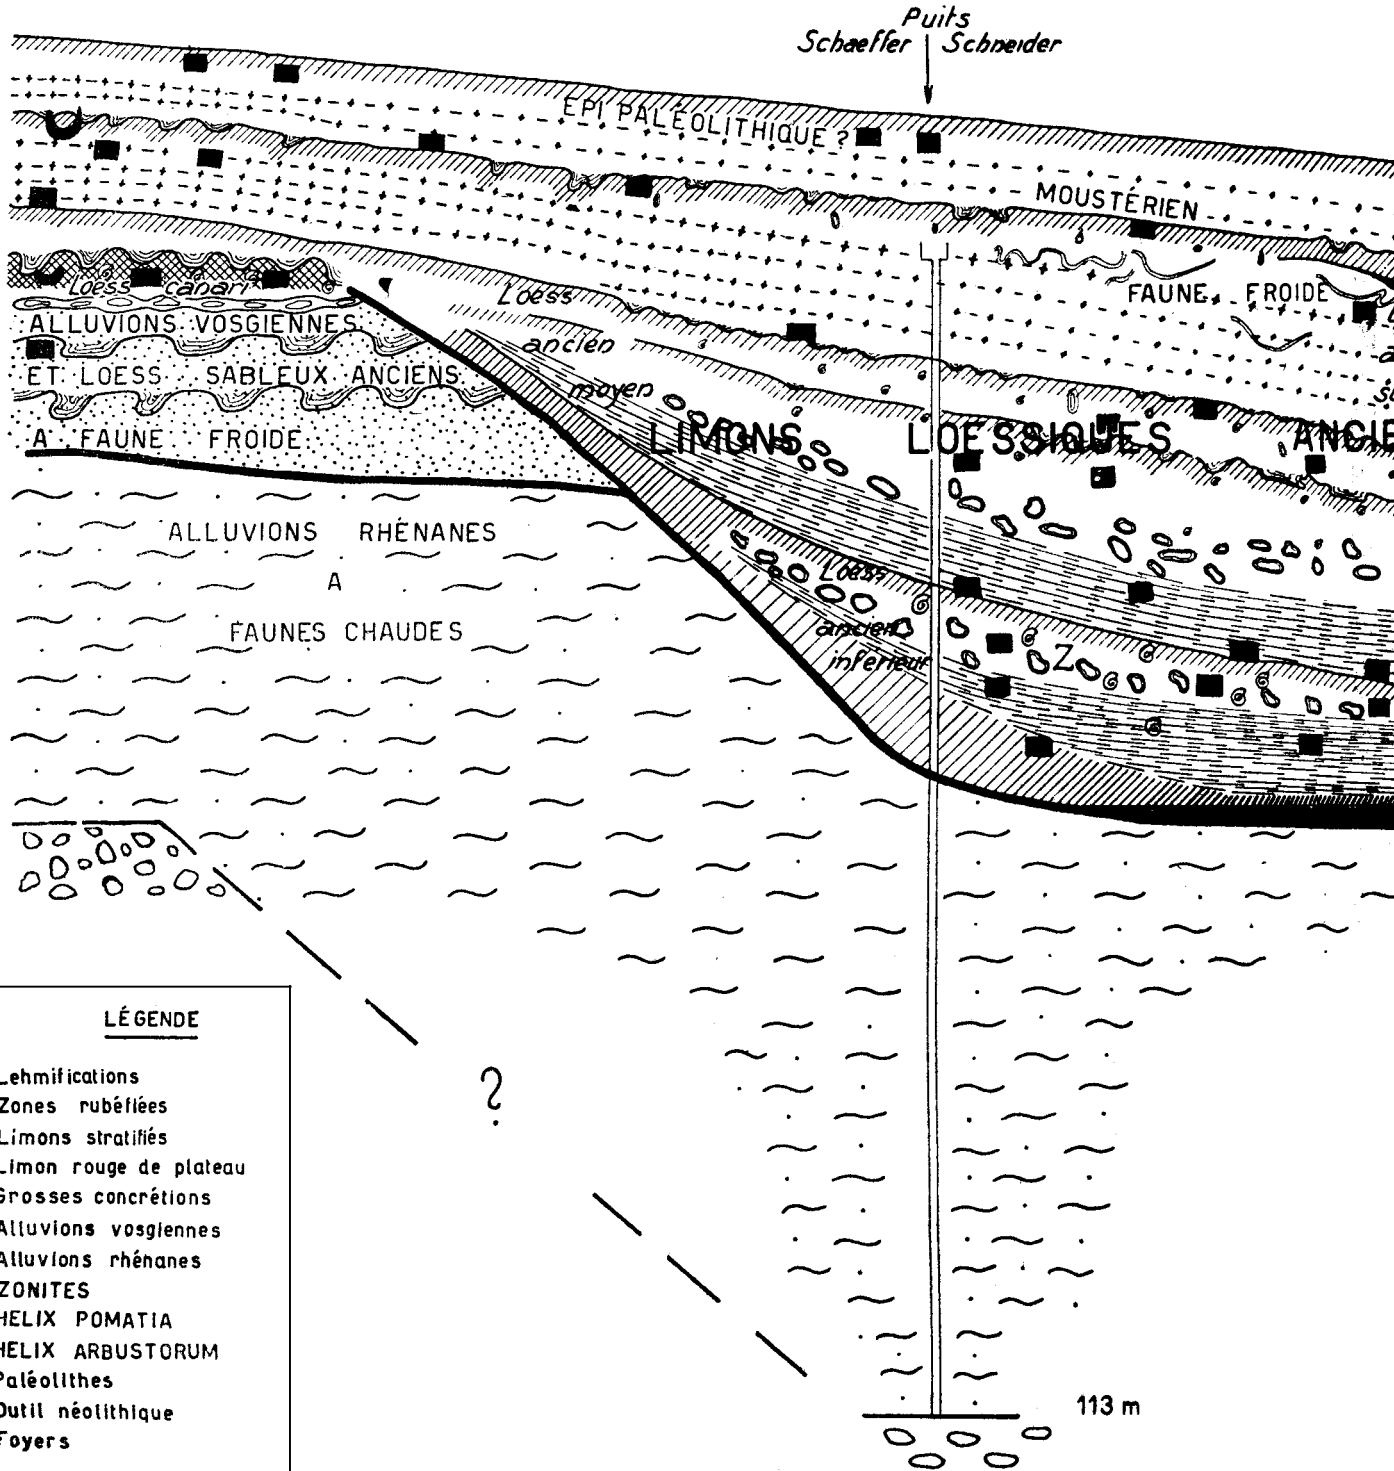 Puits
Schaeffer Schneider
EPI PALÉOLITHIQUE ?
MOUSTÉRIEN
FAUNE FROIDE
Loess canari
Loess
ancien
moyen
ALLUVIONS VOSGIENNES
ET LOESS SABLEUX ANCIENS
A FAUNE FROIDE
LIMONS LOESSIQUES ANCIE
ALLUVIONS RHÉNANES
A
FAUNES CHAUDES
Loess
ancien
inférieur
Z
?
LÉGENDE
Lehmifications
Zones rubéfiées
Limons stratifiés
Limon rouge de plateau
Grosses concrétions
Alluvions vosgiennes
Alluvions rhénanes
ZONITES
HELIX POMATIA
HELIX ARBUSTORUM
Paléolithes
Outil néolithique
Foyers
113 m